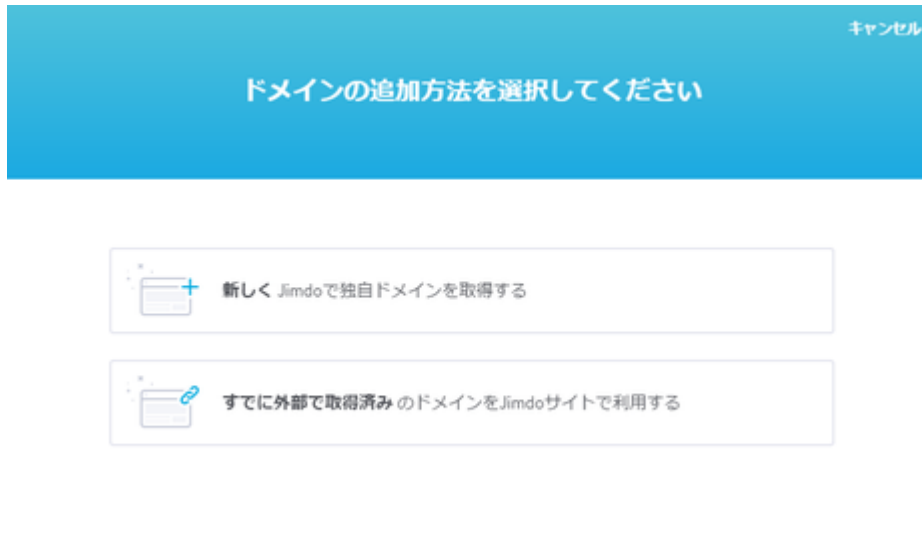 キャンセル
ドメインの追加方法を選択してください
新しく Jimdoで独自ドメインを取得する
すでに外部で取得済み のドメインをJimdoサイトで利用する